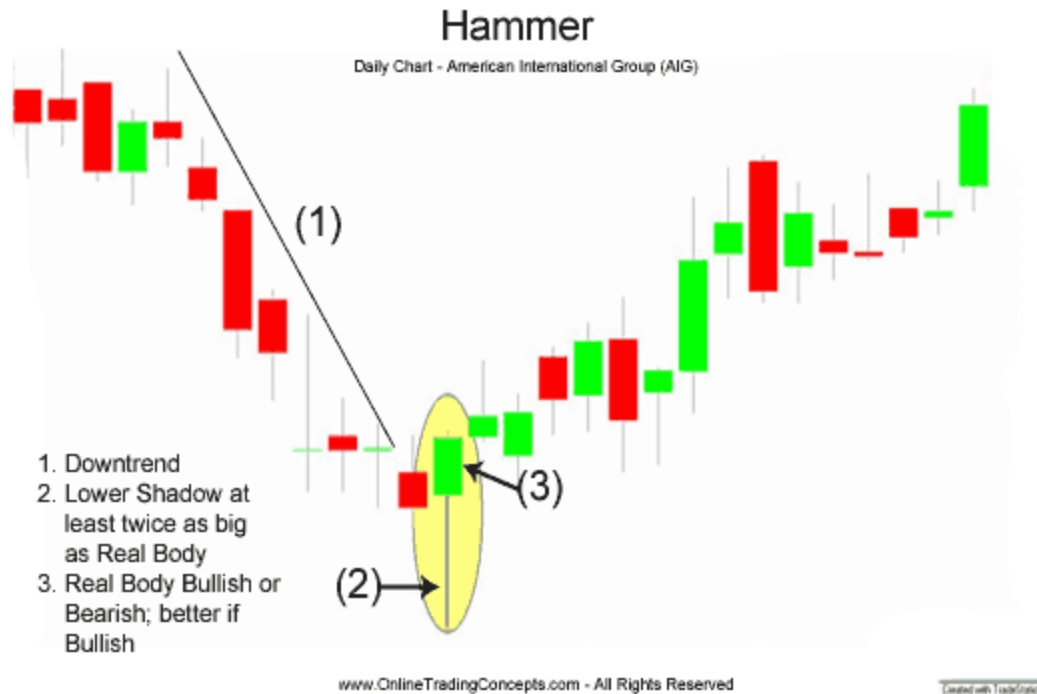 Hammer
Daily Chart - American International Group (AIG)
(1)
1. Downtrend
2. Lower Shadow at
least twice as big
as Real Body
3. Real Body Bullish or
Bearish; better if
Bullish
(3)
(2)
www.OnlineTradingConcepts.com - All Rights Reserved
Created with